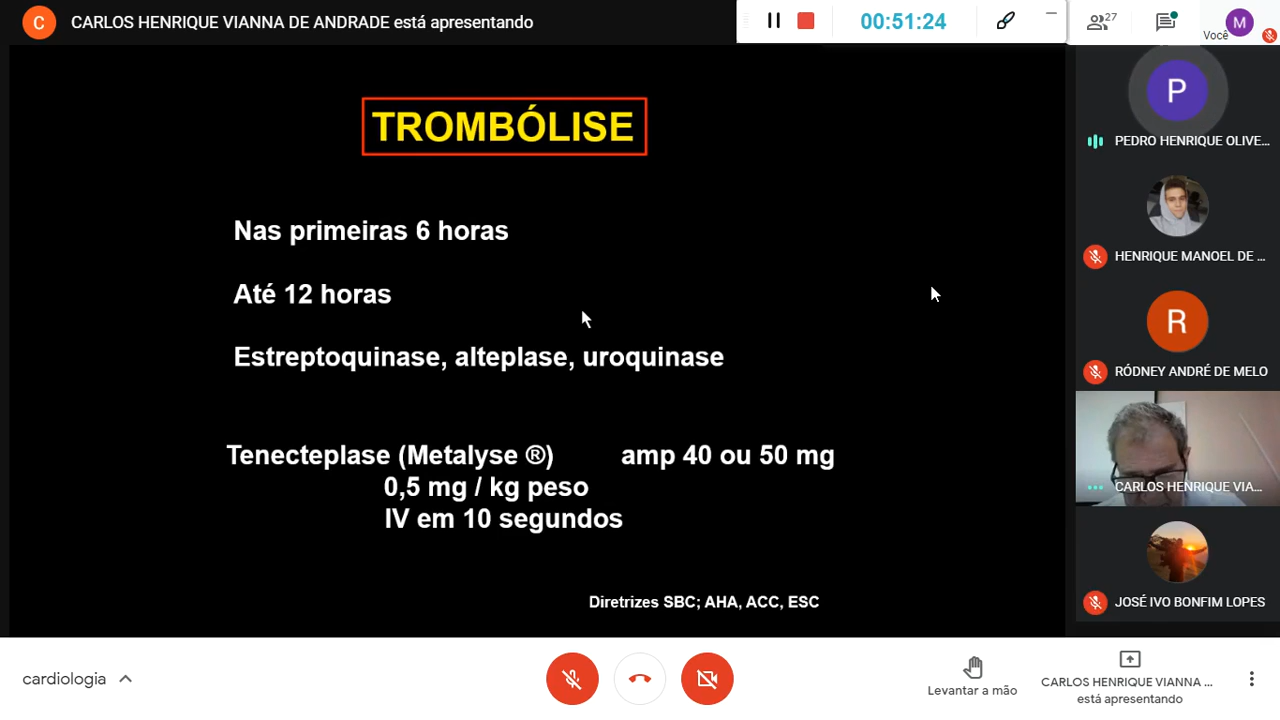 C
CARLOS HENRIQUE VIANNA DE ANDRADE está apresentando
00:51:24
27
M
Você
TROMBÓLISE
Nas primeiras 6 horas
Até 12 horas
Estreptoquinase, alteplase, uroquinase
Tenecteplase (Metalyse ®) amp 40 ou 50 mg
0,5 mg / kg peso
IV em 10 segundos
Diretrizes SBC; AHA, ACC, ESC
P
PEDRO HENRIQUE OLIVE...
HENRIQUE MANOEL DE ...
R
RÓDNEY ANDRÉ DE MELO
CARLOS HENRIQUE VIA...
JOSÉ IVO BONFIM LOPES
cardiologia
Levantar a mão
CARLOS HENRIQUE VIANNA ...
está apresentando